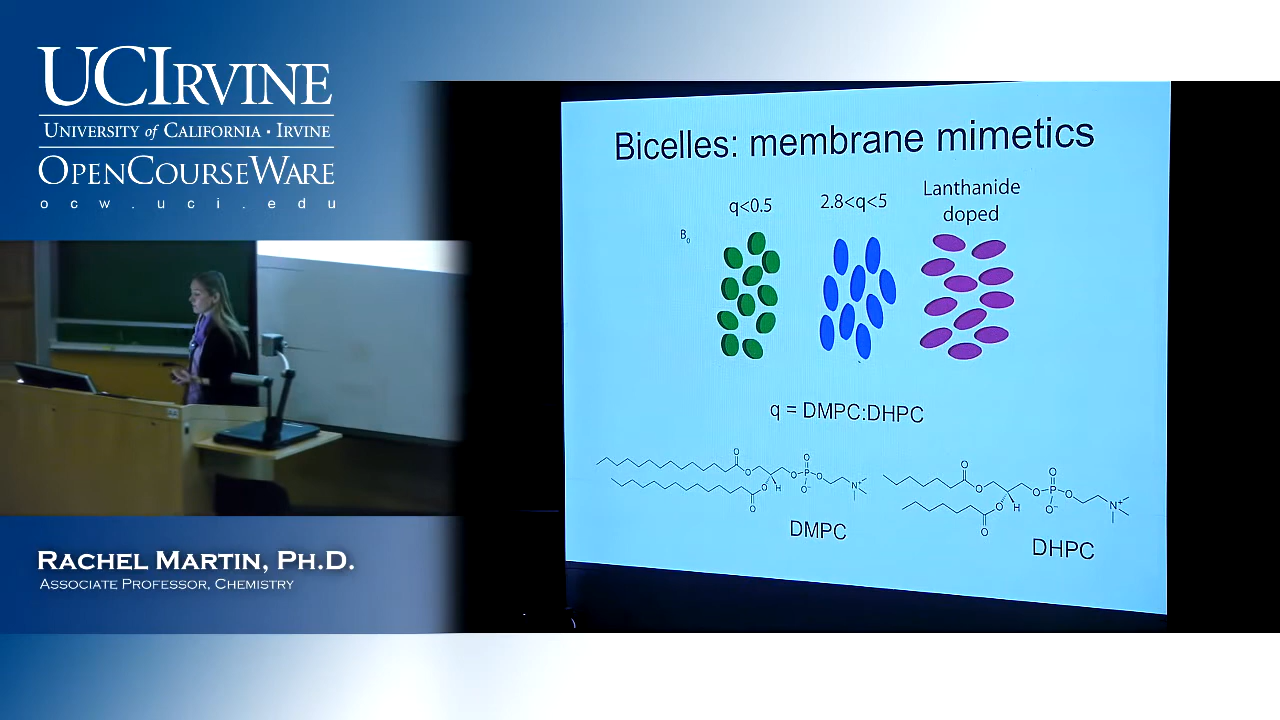 UCIRVINE
UNIVERSITY of CALIFORNIA · IRVINE
OPENCOURSEWARE
ocw.uci.edu
RACHEL MARTIN, PH.D.
ASSOCIATE PROFESSOR, CHEMISTRY
Bicelles: membrane mimetics
q<0.5
2.8<q<5
Lanthanide
doped
B₀
q = DMPC:DHPC
O
O
O
O
H
O
P
O
O⁻
N⁺
DMPC
O
O
O
O
H
O
P
O
O⁻
O
N⁺
DHPC